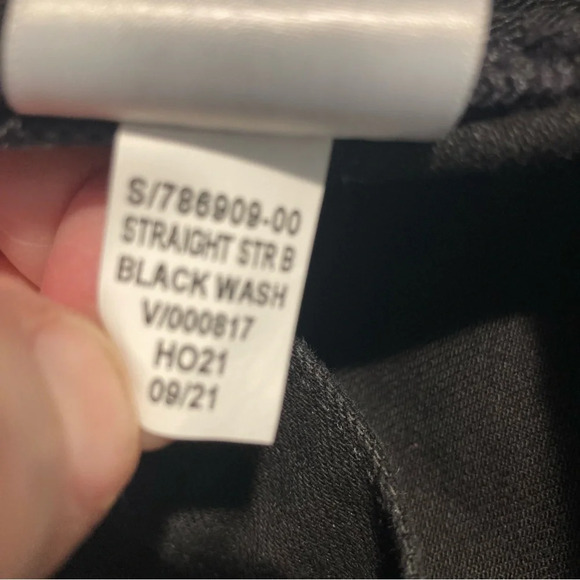 S/786909-00
STRAIGHT STR B
BLACK WASH
V/000817
HO21
09/21